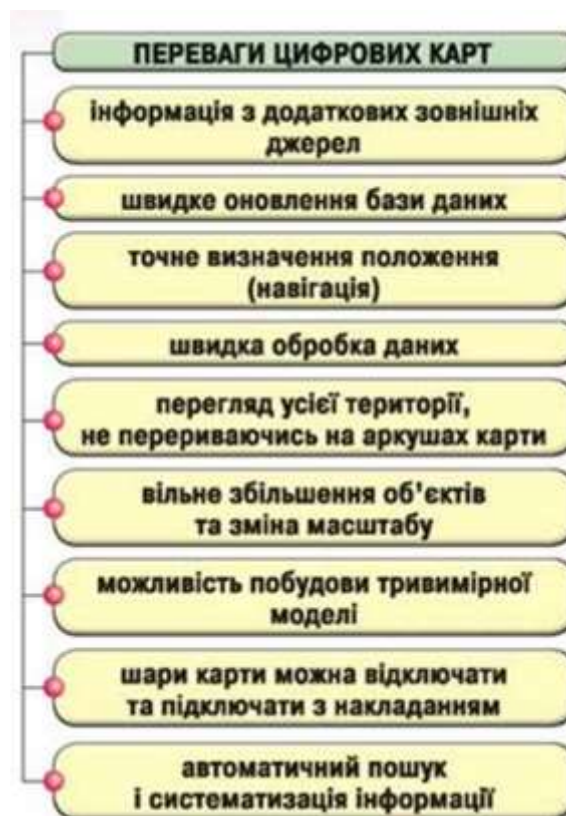 ПЕРЕВАГИ ЦИФРОВИХ КАРТ
інформація з додаткових зовнішніх
джерел
швидке оновлення бази даних
точне визначення положення
(навігація)
швидка обробка даних
перегляд усієї території,
не перериваючись на аркушах карти
вільне збільшення об'єктів
та зміна масштабу
можливість побудови тривимірної
моделі
шари карти можна відключати
та підключати з накладанням
автоматичний пошук
і систематизація інформації